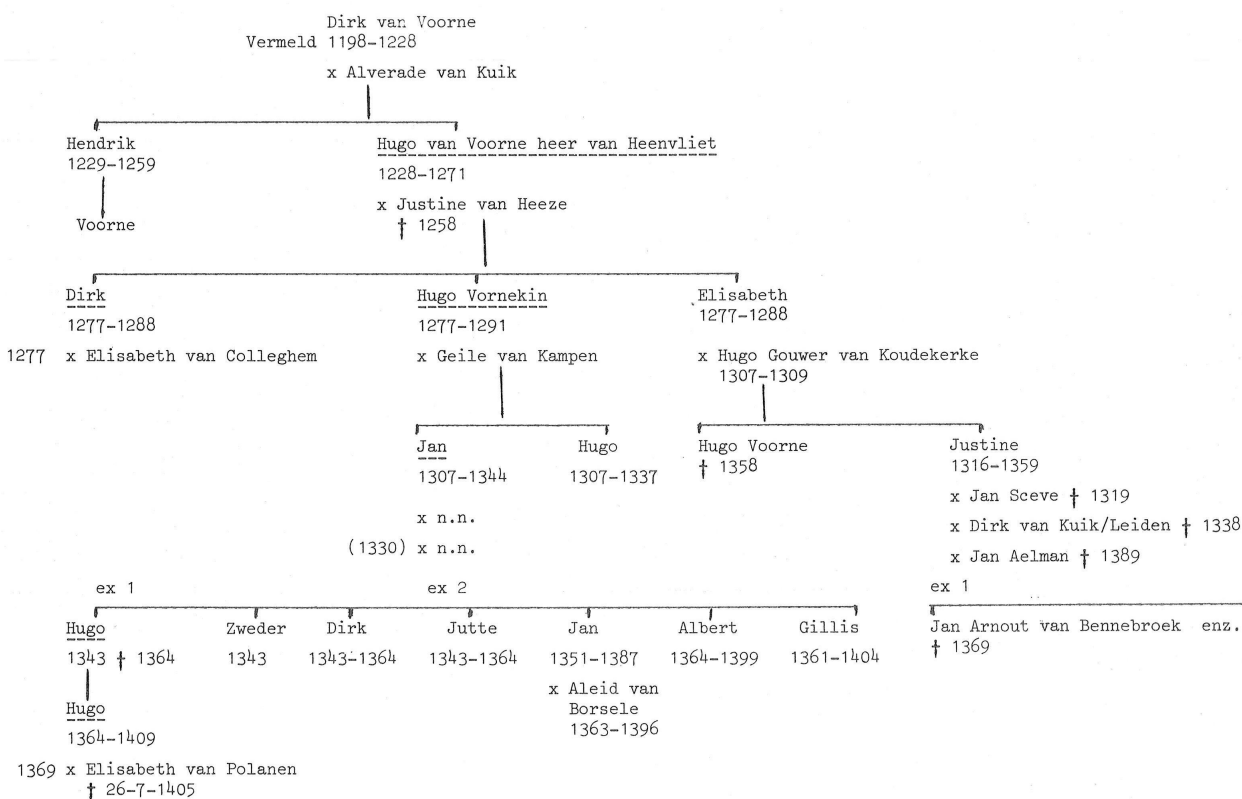 Dirk van Voorne
Vermeld 1198-1228
x Alverade van Kuik
Hendrik
1229-1259
Voorne
Hugo van Voorne heer van Heenvliet
1228-1271
x Justine van Heeze
† 1258
Dirk
1277-1288
1277 x Elisabeth van Colleghem
Hugo Vornekin
1277-1291
x Geile van Kampen
Elisabeth
1277-1288
x Hugo Gouwer van Koudekerke
1307-1309
Jan
1307-1344
x n.n.
(1330) x n.n.
Hugo
1307-1337
Hugo Voorne
† 1358
Justine
1316-1359
x Jan Sceve † 1319
x Dirk van Kuik/Leiden † 1338
x Jan Aelman † 1389
ex 1
ex 2
ex 1
Hugo
1343 † 1364
Zweder
1343
Dirk
1343-1364
Jutte
1343-1364
Jan
1351-1387
x Aleid van
Borsele
1363-1396
Albert
1364-1399
Gillis
1361-1404
Jan Arnout van Bennebroek enz.
† 1369
Hugo
1364-1409
1369 x Elisabeth van Polanen
† 26-7-1405